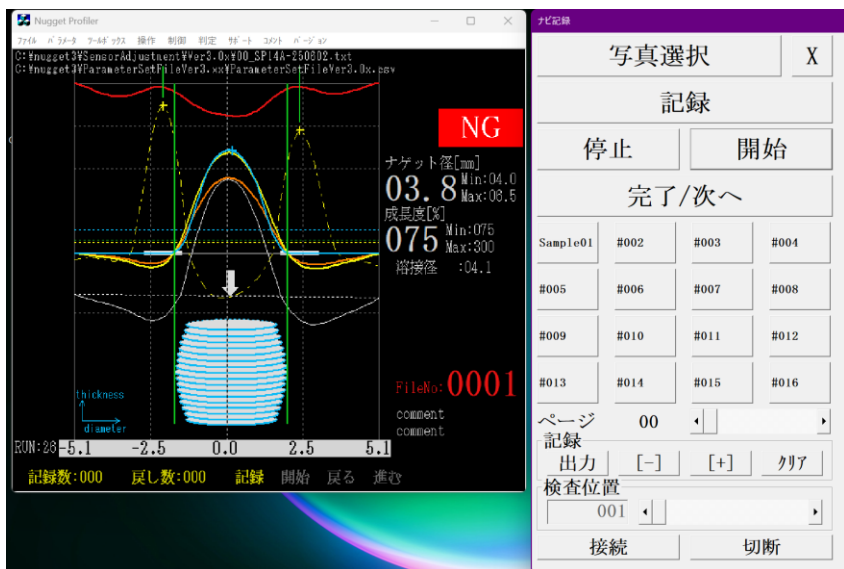 Nugget Profiler
ファイル パラメータ ツールボックス 操作 制御 判定 サポート コメント バージョン
C:¥nugget3¥SensorAdjustment¥Ver3.0x¥00_SP14A-250802.txt
C:¥nugget3¥ParameterSetFileVer3.xx¥ParameterSetFileVer3.0x.psv
NG
ナゲット径[mm]
03.8 Min:04.0
Max:08.5
成長度[%]
075 Min:075
Max:300
溶接径 :04.1
thickness
diameter
FileNo:0001
comment
comment
RUN:26 -5.1 -2.5 0.0 2.5 5.1
記録数:000 戻し数:000 記録 開始 戻る 進む
ナビ記録
写真選択 X
記録
停止 開始
完了/次へ
Sample01 #002 #003 #004
#005 #006 #007 #008
#009 #010 #011 #012
#013 #014 #015 #016
ページ 00
記録
出力 [-] [+] クリア
検査位置
001
接続 切断